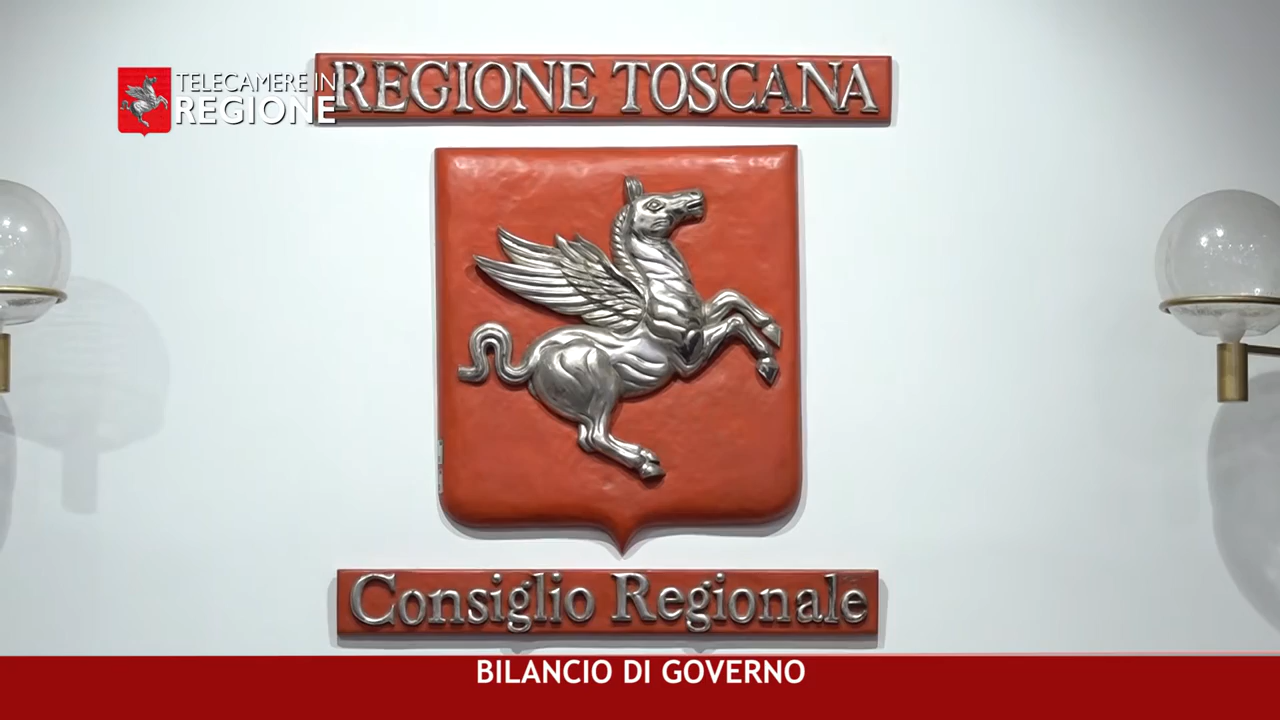 TELECAMERE IN
REGIONE
REGIONE TOSCANA
Consiglio Regionale
BILANCIO DI GOVERNO